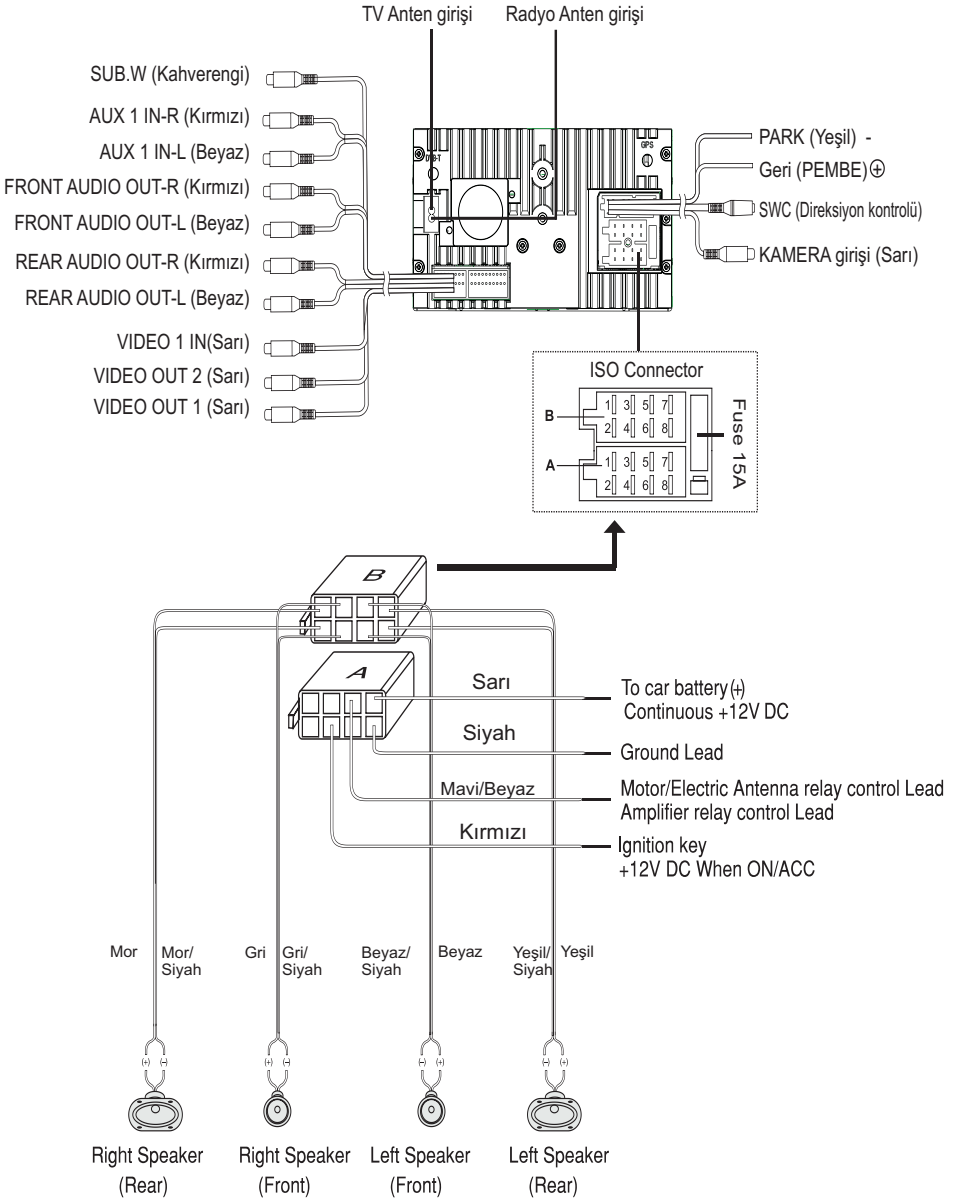 TV Anten girişi
Radyo Anten girişi
SUB.W (Kahverengi)
AUX 1 IN-R (Kırmızı)
AUX 1 IN-L (Beyaz)
FRONT AUDIO OUT-R (Kırmızı)
FRONT AUDIO OUT-L (Beyaz)
REAR AUDIO OUT-R (Kırmızı)
REAR AUDIO OUT-L (Beyaz)
VIDEO 1 IN(Sarı)
VIDEO OUT 2 (Sarı)
VIDEO OUT 1 (Sarı)
DVB-T
GPS
PARK (Yeşil) -
Geri (PEMBE)⊕
SWC (Direksiyon kontrolü)
KAMERA girişi (Sarı)
ISO Connector
B
1 3 5 7
2 4 6 8
A
1 3 5 7
2 4 6 8
Fuse 15A
B
A
Sarı
To car battery(+)
Continuous +12V DC
Siyah
Ground Lead
Mavi/Beyaz
Motor/Electric Antenna relay control Lead
Amplifier relay control Lead
Kırmızı
Ignition key
+12V DC When ON/ACC
Mor
Mor/
Siyah
Gri
Gri/
Siyah
Beyaz/
Siyah
Beyaz
Yeşil/
Siyah
Yeşil
(+) (-)
(+) (-)
(-) (+)
(-) (+)
Right Speaker
(Rear)
Right Speaker
(Front)
Left Speaker
(Front)
Left Speaker
(Rear)